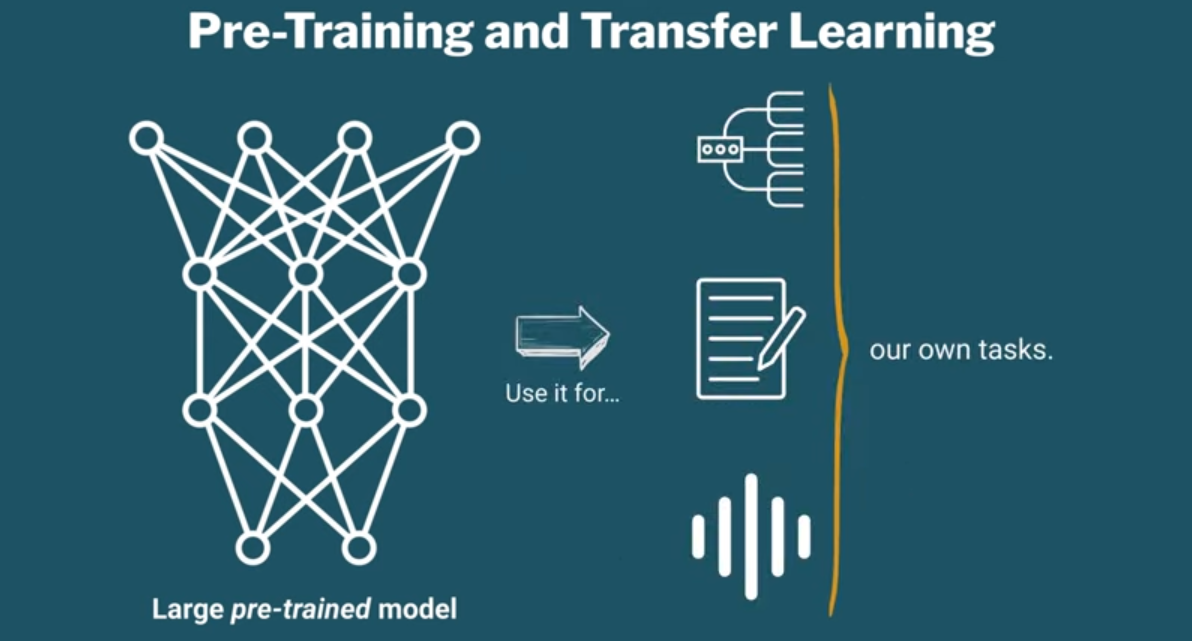 Pre-Training and Transfer Learning
Use it for...
our own tasks.
Large pre-trained model